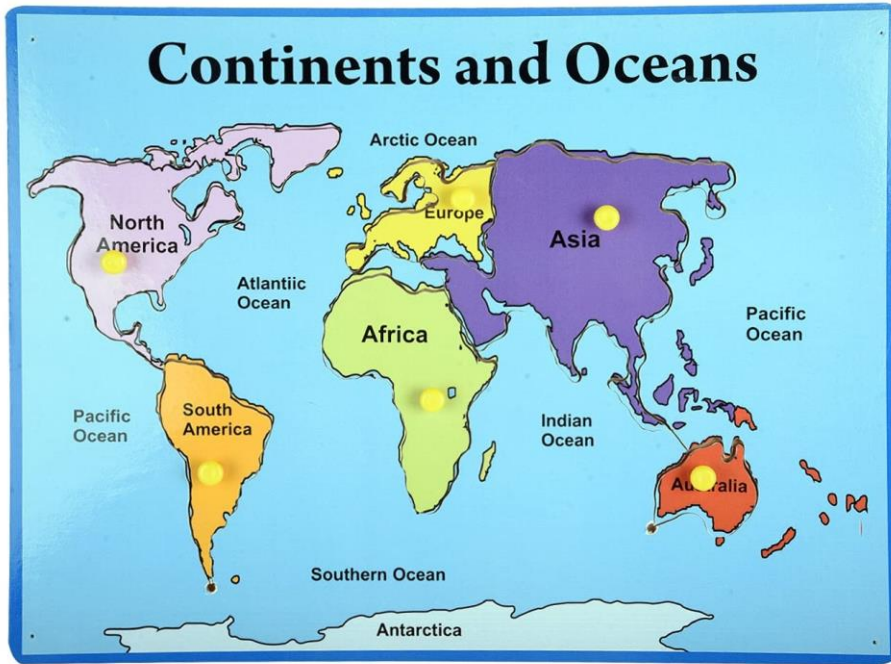 Continents and Oceans
Arctic Ocean
North
America
Europe
Asia
Atlantiic
Ocean
Africa
Pacific
Ocean
Pacific
Ocean
South
America
Indian
Ocean
Australia
Southern Ocean
Antarctica